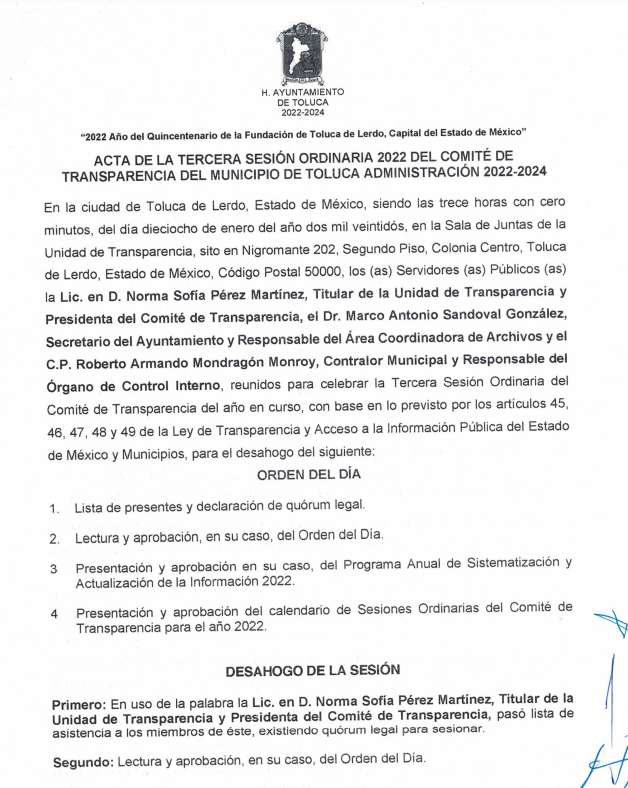 H. AYUNTAMIENTO
DE TOLUCA
2022-2024
"2022 Año del Quincentenario de la Fundación de Toluca de Lerdo, Capital del Estado de México"
ACTA DE LA TERCERA SESIÓN ORDINARIA 2022 DEL COMITÉ DE
TRANSPARENCIA DEL MUNICIPIO DE TOLUCA ADMINISTRACIÓN 2022-2024
En la ciudad de Toluca de Lerdo, Estado de México, siendo las trece horas con cero
minutos, del día dieciocho de enero del año dos mil veintidós, en la Sala de Juntas de la
Unidad de Transparencia, sito en Nigromante 202, Segundo Piso, Colonia Centro, Toluca
de Lerdo, Estado de México, Código Postal 50000, los (as) Servidores (as) Públicos (as)
la Lic. en D. Norma Sofía Pérez Martínez, Titular de la Unidad de Transparencia y
Presidenta del Comité de Transparencia, el Dr. Marco Antonio Sandoval González,
Secretario del Ayuntamiento y Responsable del Área Coordinadora de Archivos y el
C.P. Roberto Armando Mondragón Monroy, Contralor Municipal y Responsable del
Órgano de Control Interno, reunidos para celebrar la Tercera Sesión Ordinaria del
Comité de Transparencia del año en curso, con base en lo previsto por los artículos 45,
46, 47, 48 y 49 de la Ley de Transparencia y Acceso a la Información Pública del Estado
de México y Municipios, para el desahogo del siguiente:
ORDEN DEL DÍA
1. Lista de presentes y declaración de quórum legal.
2. Lectura y aprobación, en su caso, del Orden del Día.
3 Presentación y aprobación en su caso, del Programa Anual de Sistematización y
Actualización de la Información 2022.
4 Presentación y aprobación del calendario de Sesiones Ordinarias del Comité de
Transparencia para el año 2022.
DESAHOGO DE LA SESIÓN
Primero: En uso de la palabra la Lic. en D. Norma Sofía Pérez Martínez, Titular de la
Unidad de Transparencia y Presidenta del Comité de Transparencia, pasó lista de
asistencia a los miembros de éste, existiendo quórum legal para sesionar.
Segundo: Lectura y aprobación, en su caso, del Orden del Día.